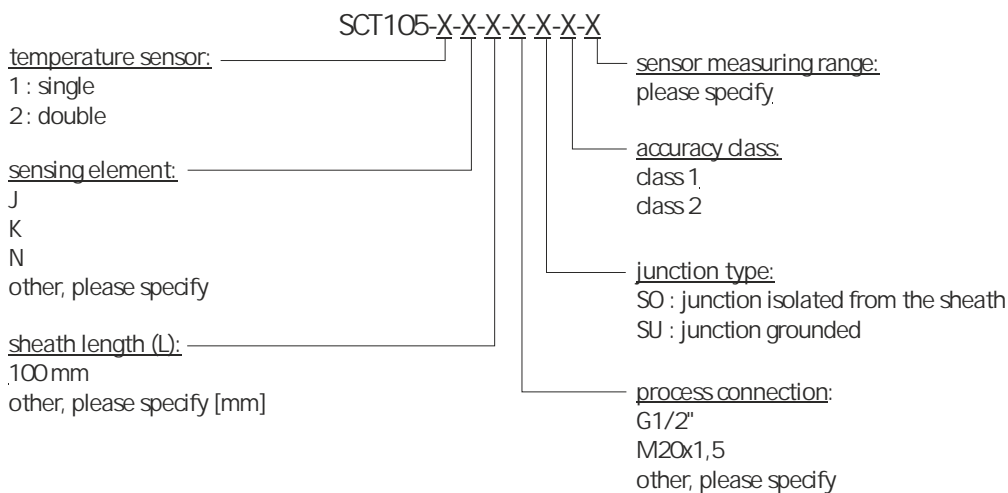 SCT105-X-X-X-X-X-X-X
temperature sensor:
1 : single
2 : double
sensing element:
J
K
N
other, please specify
sheath length (L):
100 mm
other, please specify [mm]
sensor measuring range:
please specify
accuracy class:
class 1
class 2
junction type:
SO : junction isolated from the sheath
SU : junction grounded
process connection:
G1/2"
M20x1,5
other, please specify